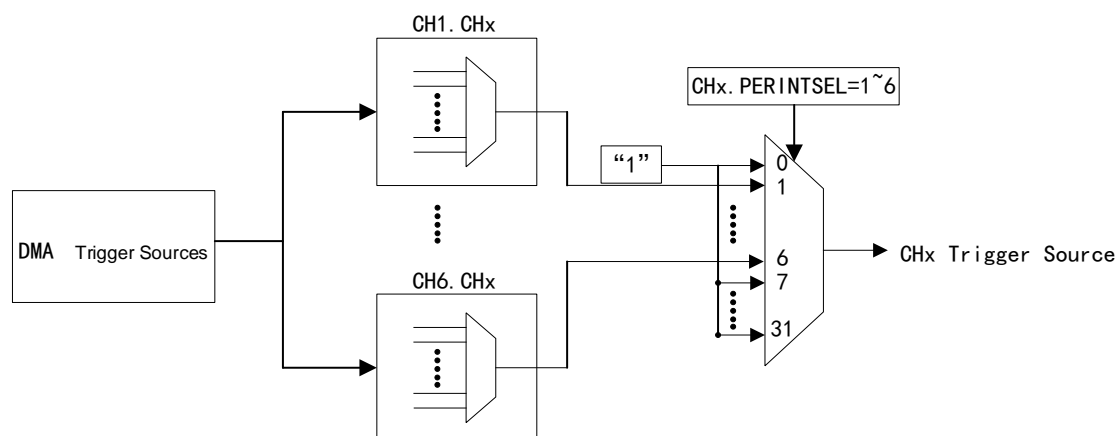 CH1.CHx
CHx.PERINTSEL=1~6
“1”
0
1
DMA Trigger Sources
6
CHx Trigger Source
CH6.CHx
7
31